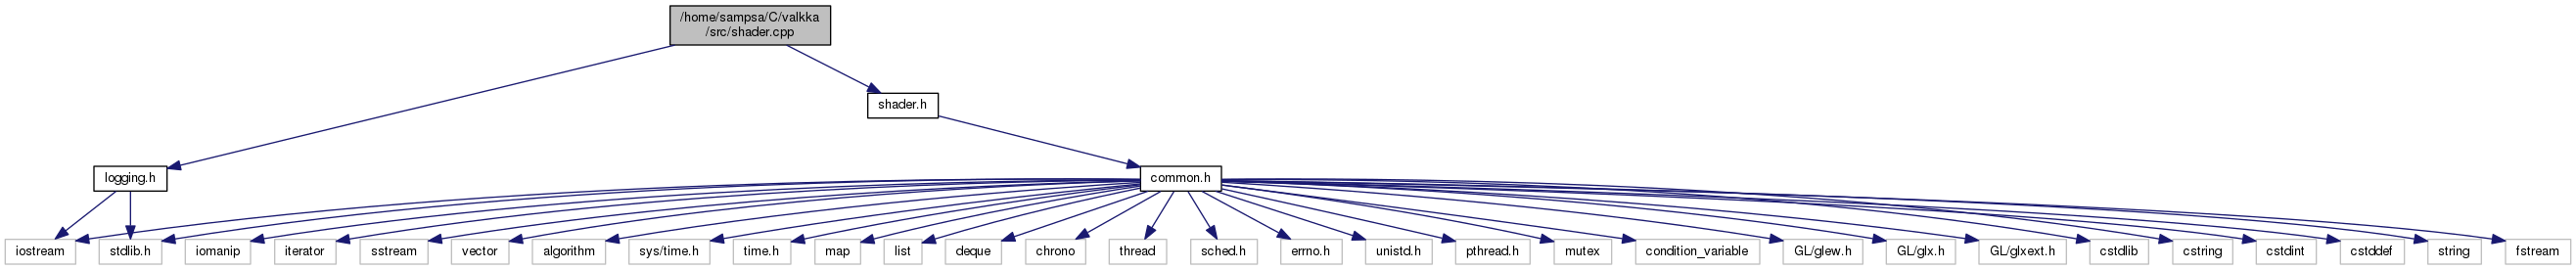 /home/sampsa/C/valkka
/src/shader.cpp
shader.h
logging.h
common.h
iostream
stdlib.h
iomanip
iterator
sstream
vector
algorithm
sys/time.h
time.h
map
list
deque
chrono
thread
sched.h
errno.h
unistd.h
pthread.h
mutex
condition_variable
GL/glew.h
GL/glx.h
GL/glxext.h
cstdlib
cstring
cstdint
cstddef
string
fstream